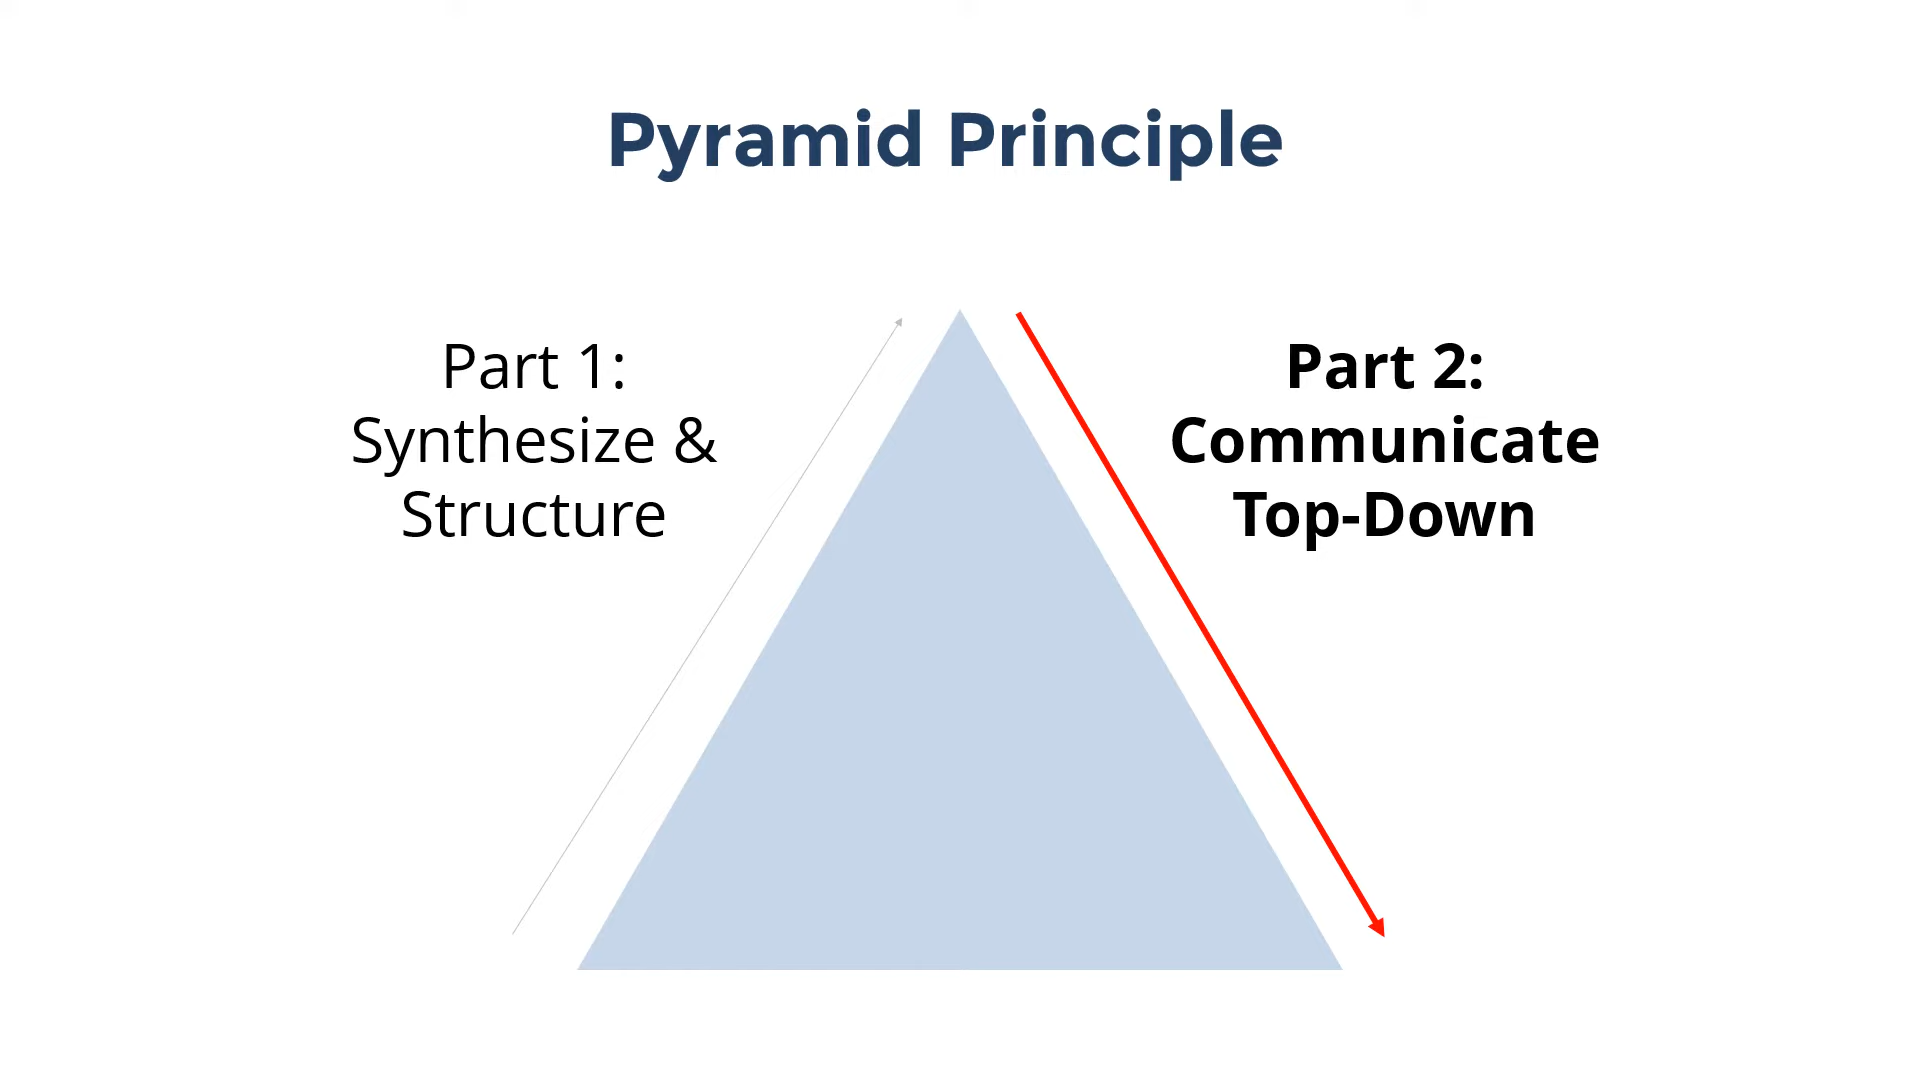 Pyramid Principle
Part 1:
Synthesize &
Structure
Part 2:
Communicate
Top-Down